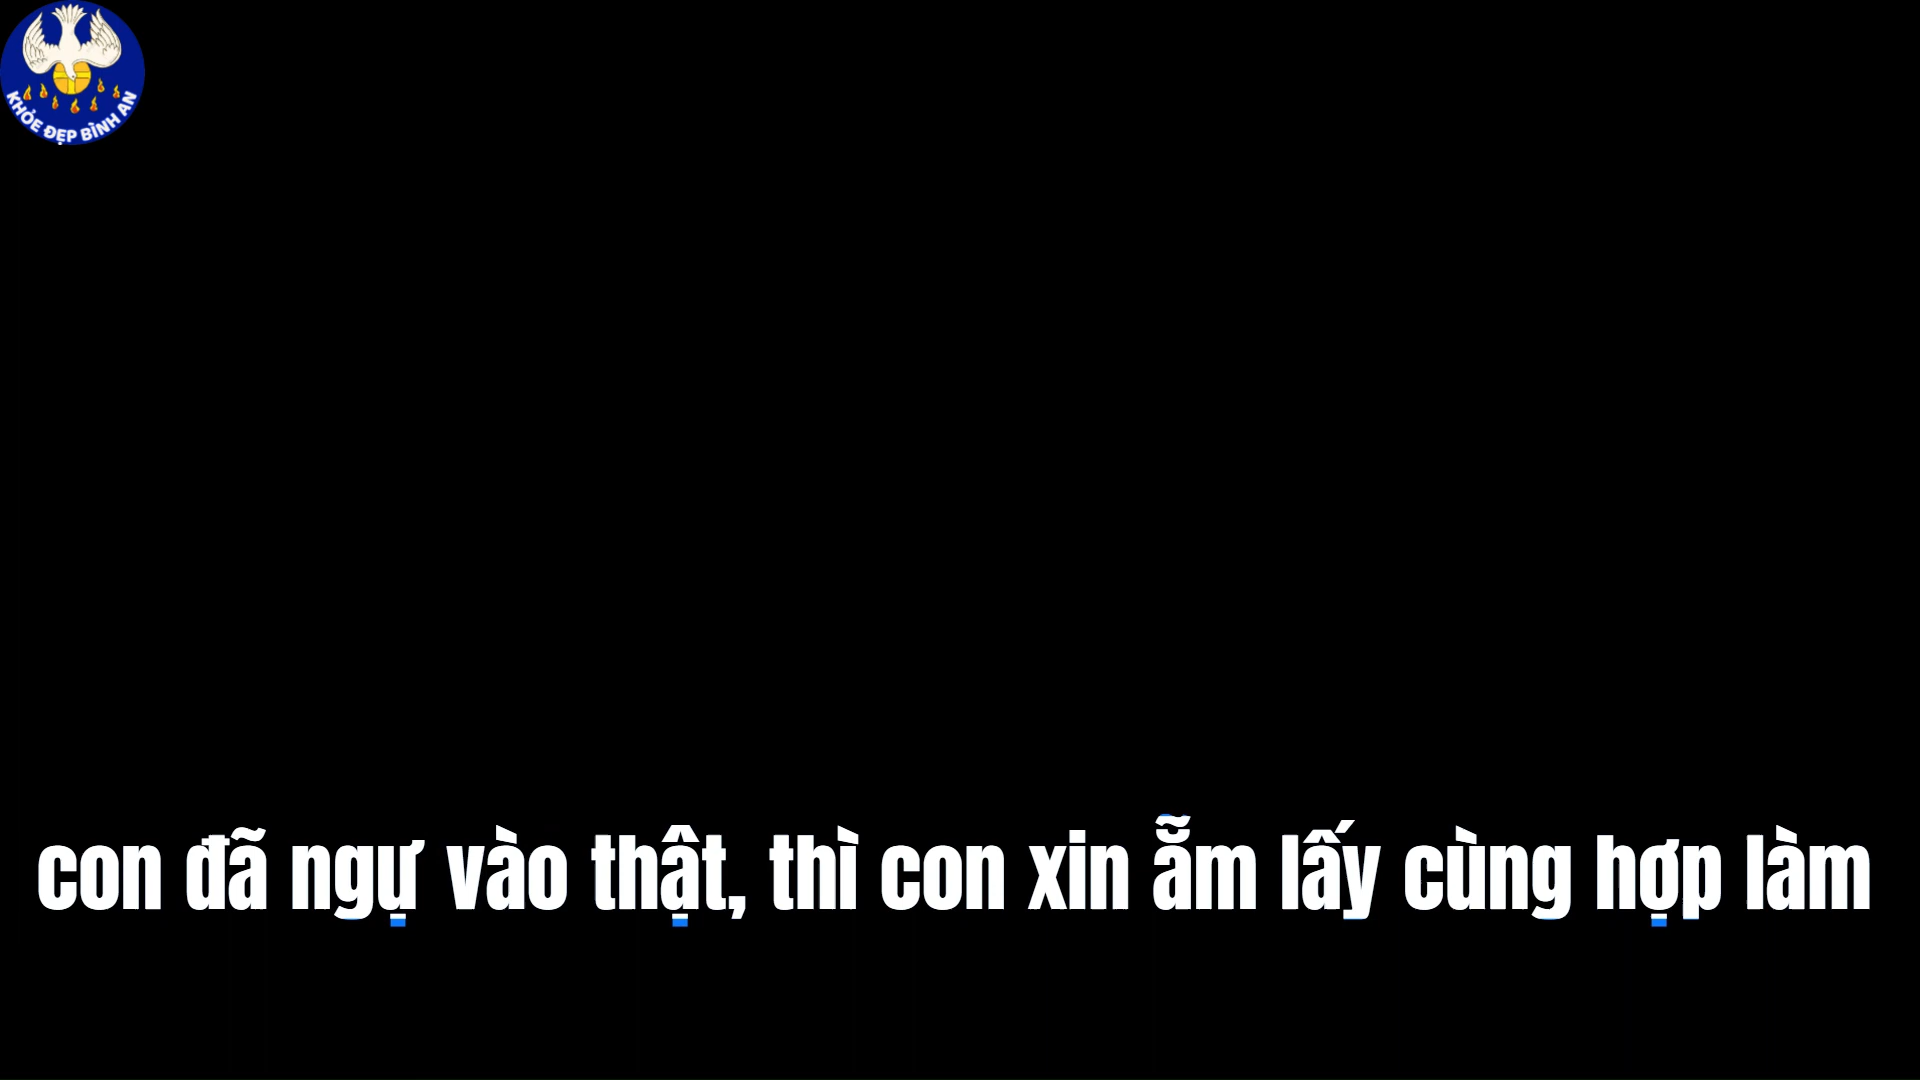 KHỎE ĐẸP BÌNH AN
con đã ngự vào thật, thì con xin ẵm lấy cùng hợp làm